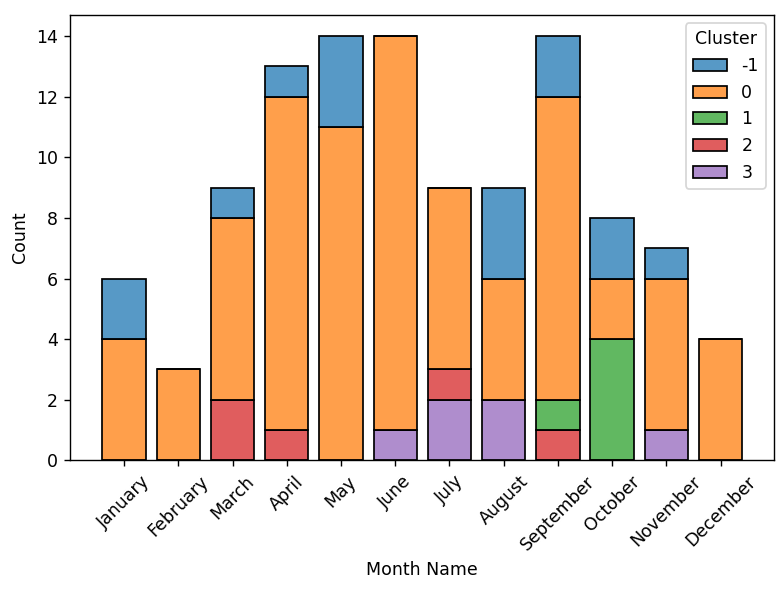 14
12
10
8
6
4
2
0
Count
Cluster
-1
0
1
2
3
January
February
March
April
May
June
July
August
September
October
November
December
Month Name